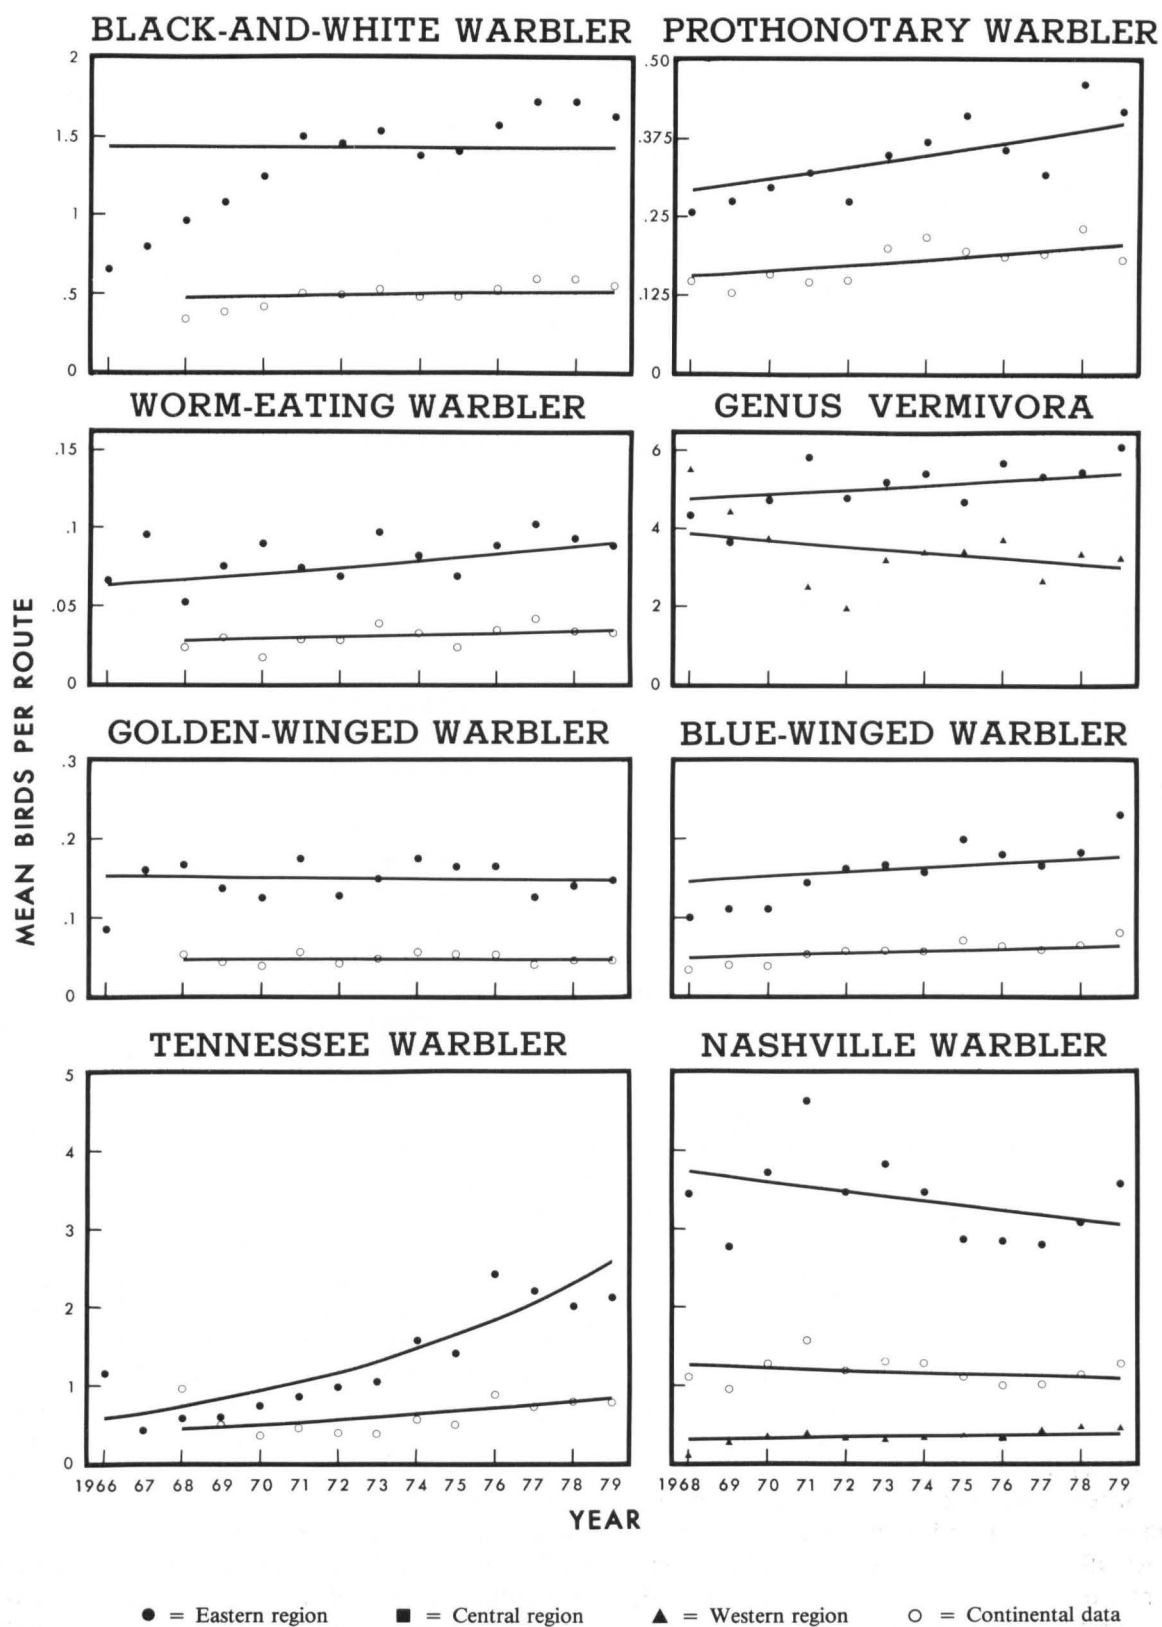 BLACK-AND-WHITE WARBLER
2
1.5
1
.5
0
PROTHONOTARY WARBLER
.50
.375
.25
.125
0
WORM-EATING WARBLER
.15
.1
.05
0
GENUS VERMIVORA
6
4
2
0
MEAN BIRDS PER ROUTE
GOLDEN-WINGED WARBLER
.3
.2
.1
0
BLUE-WINGED WARBLER
TENNESSEE WARBLER
5
4
3
2
1
0
1966 67 68 69 70 71 72 73 74 75 76 77 78 79
NASHVILLE WARBLER
1968 69 70 71 72 73 74 75 76 77 78 79
YEAR
● = Eastern region ■ = Central region ▲ = Western region ○ = Continental data